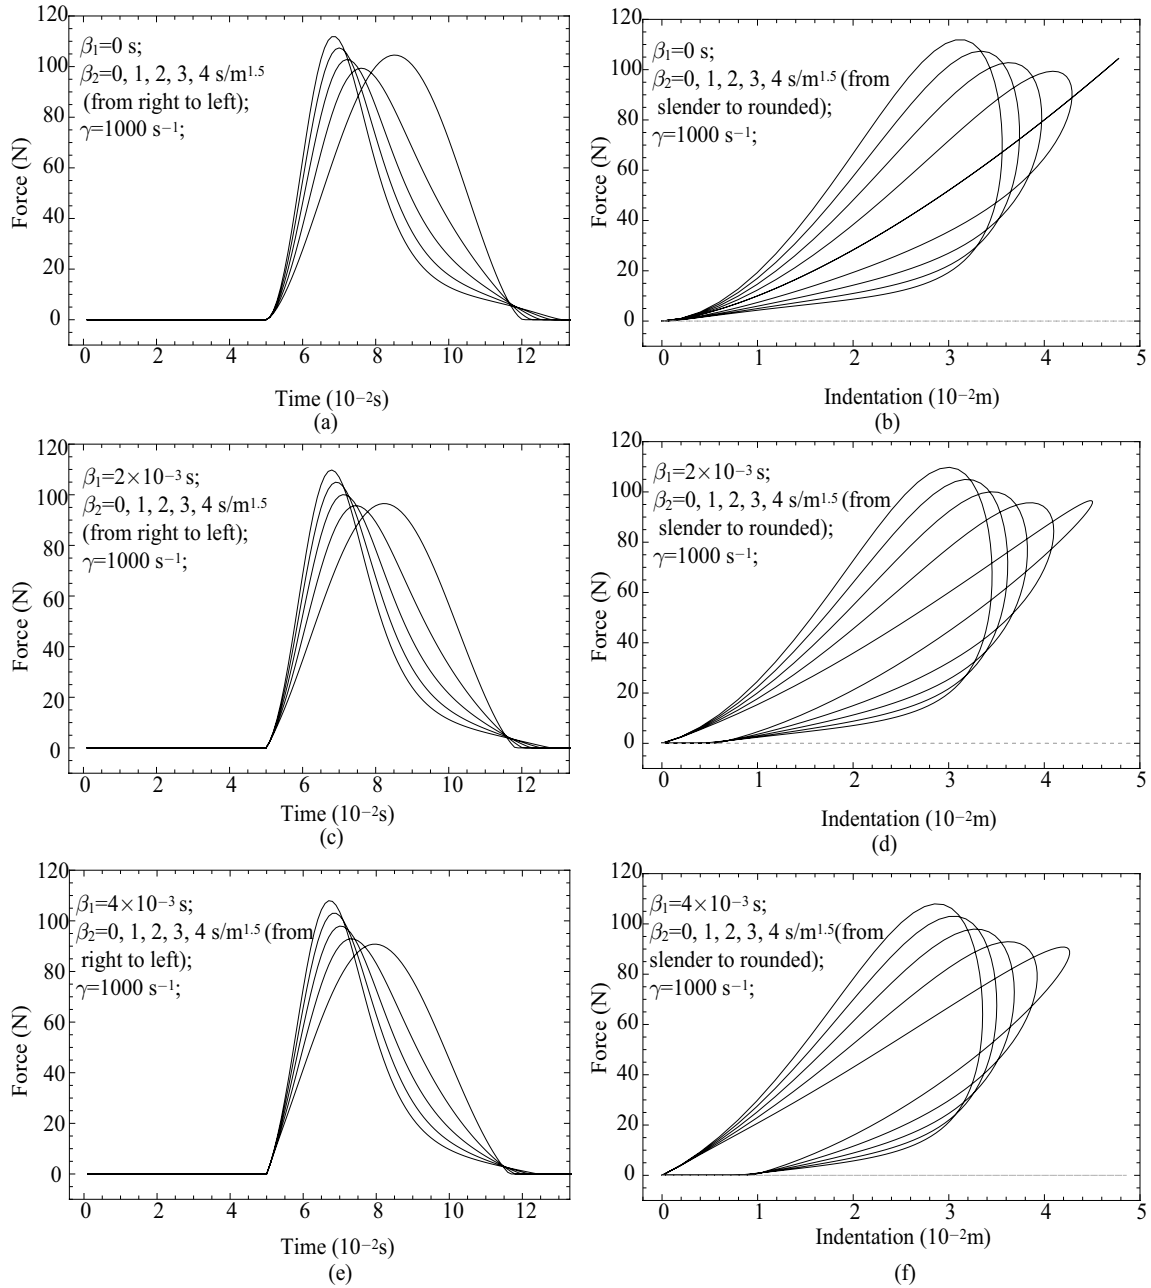 120
100
80
60
40
20
0
Force (N)
β₁=0 s;
β₂=0, 1, 2, 3, 4 s/m¹·⁵
(from right to left);
γ=1000 s⁻¹;
0 2 4 6 8 10 12
Time (10⁻²s)
(a)
120
100
80
60
40
20
0
Force (N)
β₁=0 s;
β₂=0, 1, 2, 3, 4 s/m¹·⁵ (from
slender to rounded);
γ=1000 s⁻¹;
0 1 2 3 4 5
Indentation (10⁻²m)
(b)
120
100
80
60
40
20
0
Force (N)
β₁=2×10⁻³ s;
β₂=0, 1, 2, 3, 4 s/m¹·⁵
(from right to left);
γ=1000 s⁻¹;
0 2 4 6 8 10 12
Time (10⁻²s)
(c)
120
100
80
60
40
20
0
Force (N)
β₁=2×10⁻³ s;
β₂=0, 1, 2, 3, 4 s/m¹·⁵ (from
slender to rounded);
γ=1000 s⁻¹;
0 1 2 3 4 5
Indentation (10⁻²m)
(d)
120
100
80
60
40
20
0
Force (N)
β₁=4×10⁻³ s;
β₂=0, 1, 2, 3, 4 s/m¹·⁵ (from
right to left);
γ=1000 s⁻¹;
0 2 4 6 8 10 12
Time (10⁻²s)
(e)
120
100
80
60
40
20
0
Force (N)
β₁=4×10⁻³ s;
β₂=0, 1, 2, 3, 4 s/m¹·⁵(from
slender to rounded);
γ=1000 s⁻¹;
0 1 2 3 4 5
Indentation (10⁻²m)
(f)